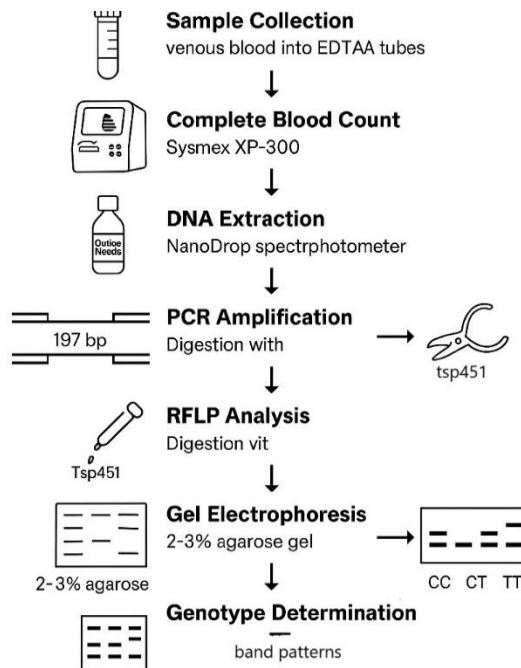 Sample Collection
venous blood into EDTAA tubes
Complete Blood Count
Sysmex XP-300
DNA Extraction
NanoDrop spectrphotometer
Outioe
Needs
PCR Amplification
197 bp
Digestion with
tsp451
RFLP Analysis
Digestion vit
Tsp451
Gel Electrophoresis
2-3% agarose gel
2-3% agarose
CC CT TT
Genotype Determination
band patterns